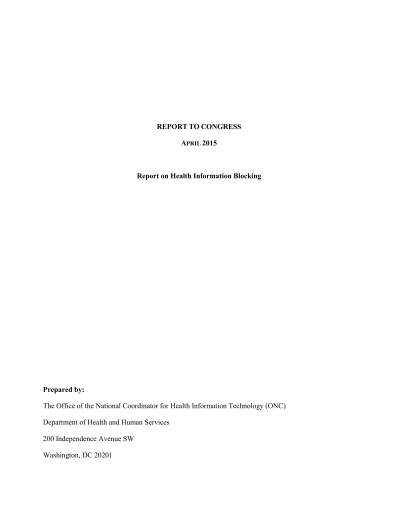 REPORT TO CONGRESS
APRIL 2015
Report on Health Information Blocking
Prepared by:
The Office of the National Coordinator for Health Information Technology (ONC)
Department of Health and Human Services
200 Independence Avenue SW
Washington, DC 20201